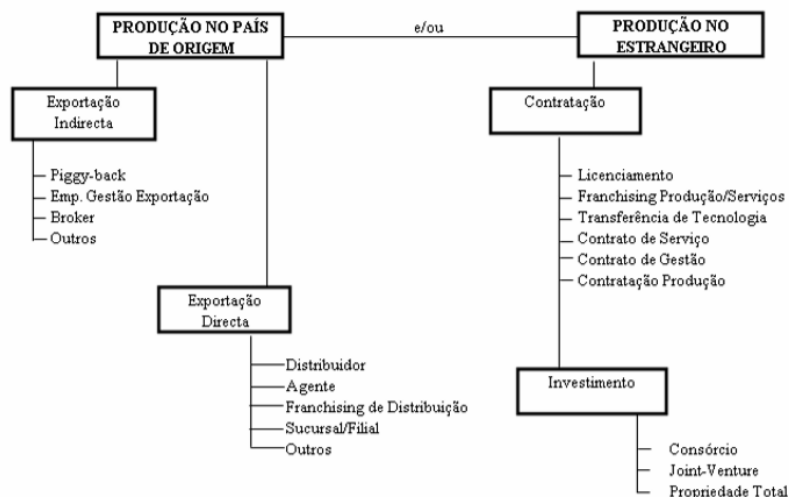 PRODUÇÃO NO PAÍS
DE ORIGEM
e/ou
PRODUÇÃO NO
ESTRANGEIRO
Exportação
Indirecta
Piggy-back
Emp. Gestão Exportação
Broker
Outros
Exportação
Directa
Distribuidor
Agente
Franchising de Distribuição
Sucursal/Filial
Outros
Contratação
Licenciamento
Franchising Produção/Serviços
Transferência de Tecnologia
Contrato de Serviço
Contrato de Gestão
Contratação Produção
Investimento
Consórcio
Joint-Venture
Propriedade Total